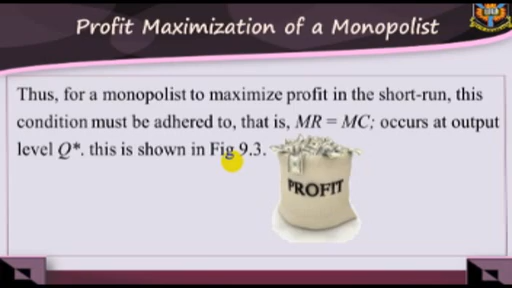 Profit Maximization of a Monopolist
Thus, for a monopolist to maximize profit in the short-run, this
condition must be adhered to, that is, MR = MC; occurs at output
level Q*. this is shown in Fig 9.3.
PROFIT